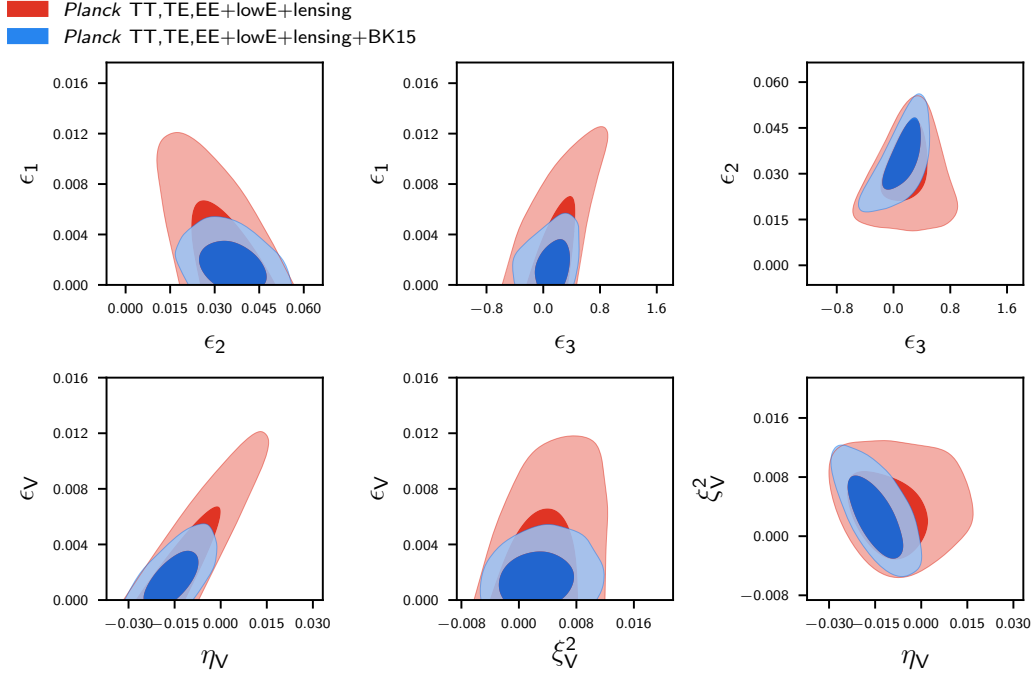 Planck TT,TE,EE+lowE+lensing
Planck TT,TE,EE+lowE+lensing+BK15
0.016
0.012
0.008
0.004
0.000
ϵ1
0.000 0.015 0.030 0.045 0.060
ϵ2
0.016
0.012
0.008
0.004
0.000
ϵ1
−0.8 0.0 0.8 1.6
ϵ3
0.060
0.045
0.030
0.015
0.000
ϵ2
−0.8 0.0 0.8 1.6
ϵ3
0.016
0.012
0.008
0.004
0.000
ϵV
−0.030 −0.015 0.000 0.015 0.030
ηV
0.016
0.012
0.008
0.004
0.000
ϵV
−0.008 0.000 0.008 0.016
ξ²V
0.016
0.008
0.000
−0.008
ξ²V
−0.030 −0.015 0.000 0.015 0.030
ηV